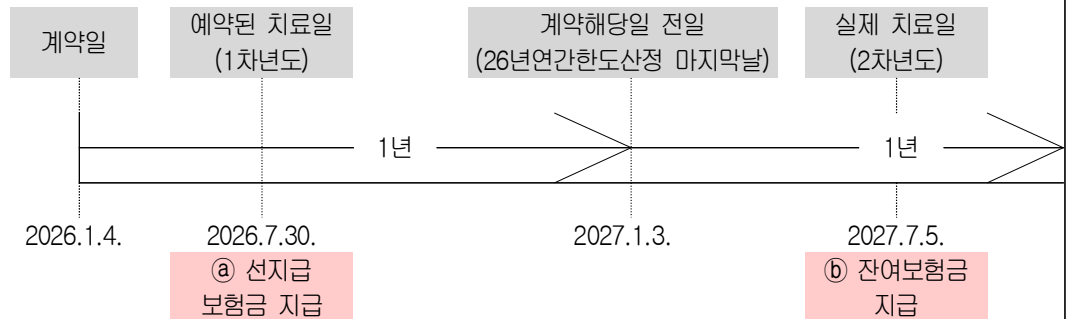 계약일
예약된 치료일
(1차년도)
계약해당일 전일
(26년연간한도산정 마지막날)
실제 치료일
(2차년도)
1년
1년
2026.1.4.
2026.7.30.
2027.1.3.
2027.7.5.
ⓐ 선지급
보험금 지급
ⓑ 잔여보험금
지급